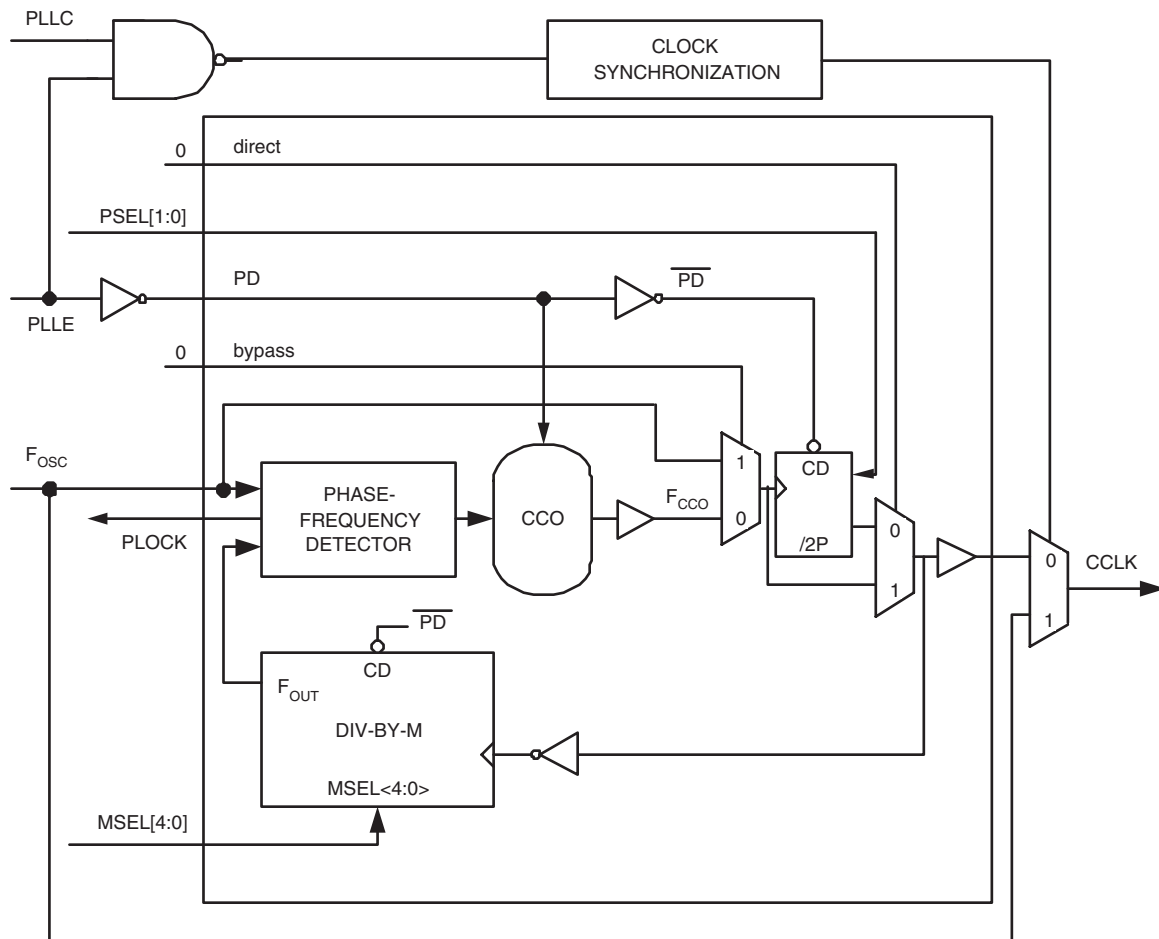 PLLC
CLOCK
SYNCHRONIZATION
0 direct
PSEL[1:0]
PD
PD
PLLE
0 bypass
FOSC
1
CD
PHASE-
FREQUENCY
DETECTOR
CCO
FCCO
0
PLOCK
/2P
0
1
0
1
CCLK
PD
CD
FOUT
DIV-BY-M
MSEL<4:0>
MSEL[4:0]